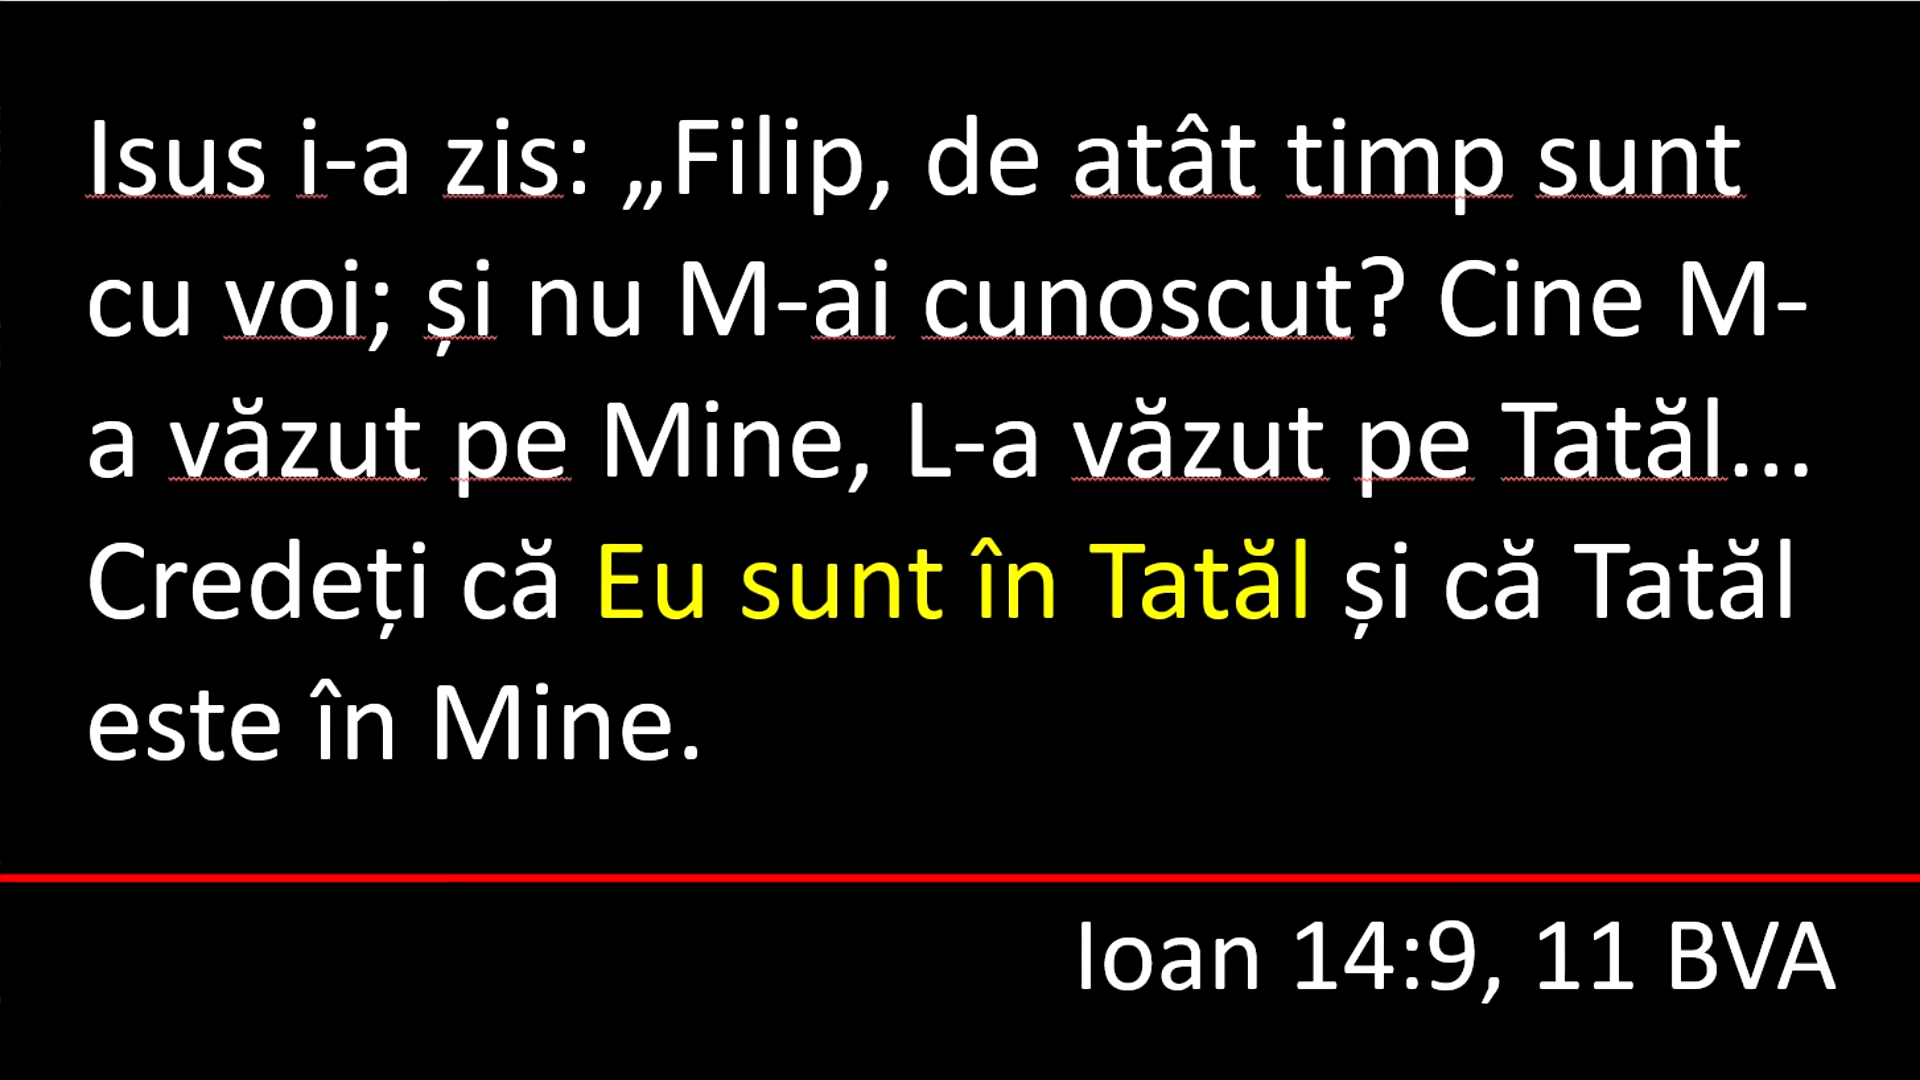 Isus i-a zis: „Filip, de atât timp sunt
cu voi; și nu M-ai cunoscut? Cine M-
a văzut pe Mine, L-a văzut pe Tatăl...
Credeți că Eu sunt în Tatăl și că Tatăl
este în Mine.
Ioan 14:9, 11 BVA